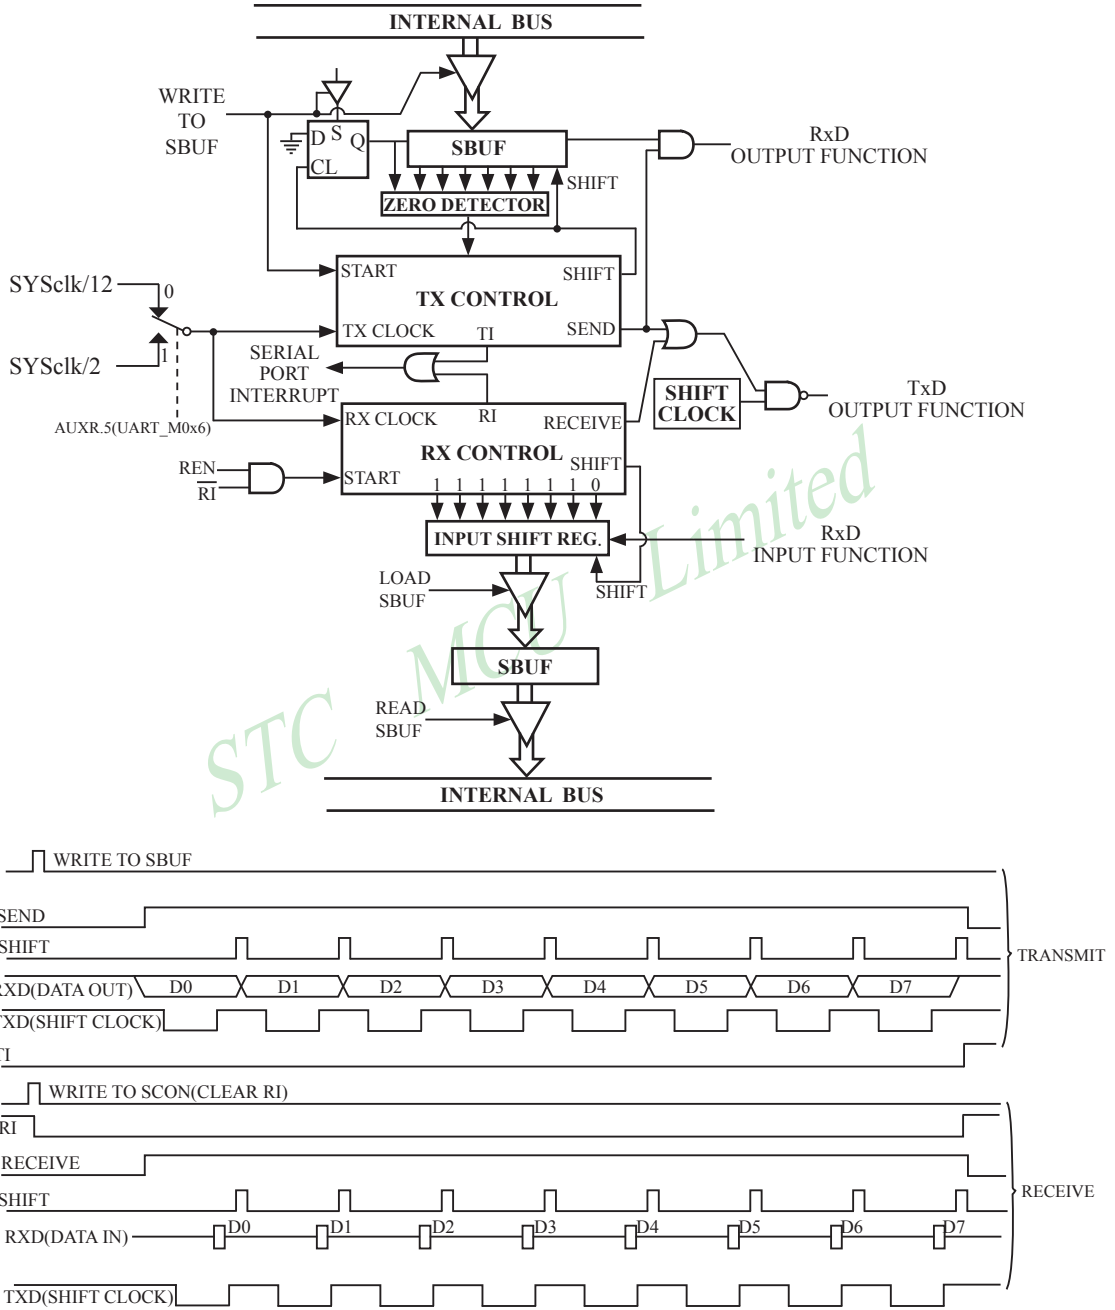 INTERNAL BUS
WRITE
TO
SBUF
D S Q
CL
SBUF
RxD
OUTPUT FUNCTION
SHIFT
ZERO DETECTOR
START
SHIFT
TX CONTROL
TX CLOCK
TI
SEND
SYSclk/12
0
SYSclk/2
1
AUXR.5(UART_M0x6)
SERIAL
PORT
INTERRUPT
SHIFT
CLOCK
TxD
OUTPUT FUNCTION
RX CLOCK
RI
RECEIVE
RX CONTROL
SHIFT
START
1 1 1 1 1 1 1 0
REN
R̅I̅
INPUT SHIFT REG.
RxD
INPUT FUNCTION
LOAD
SBUF
SHIFT
SBUF
READ
SBUF
INTERNAL BUS
STC MCU Limited
WRITE TO SBUF
SEND
SHIFT
RXD(DATA OUT) D0 D1 D2 D3 D4 D5 D6 D7
TXD(SHIFT CLOCK)
TI
TRANSMIT
WRITE TO SCON(CLEAR RI)
RI
RECEIVE
SHIFT
RXD(DATA IN) D0 D1 D2 D3 D4 D5 D6 D7
TXD(SHIFT CLOCK)
RECEIVE